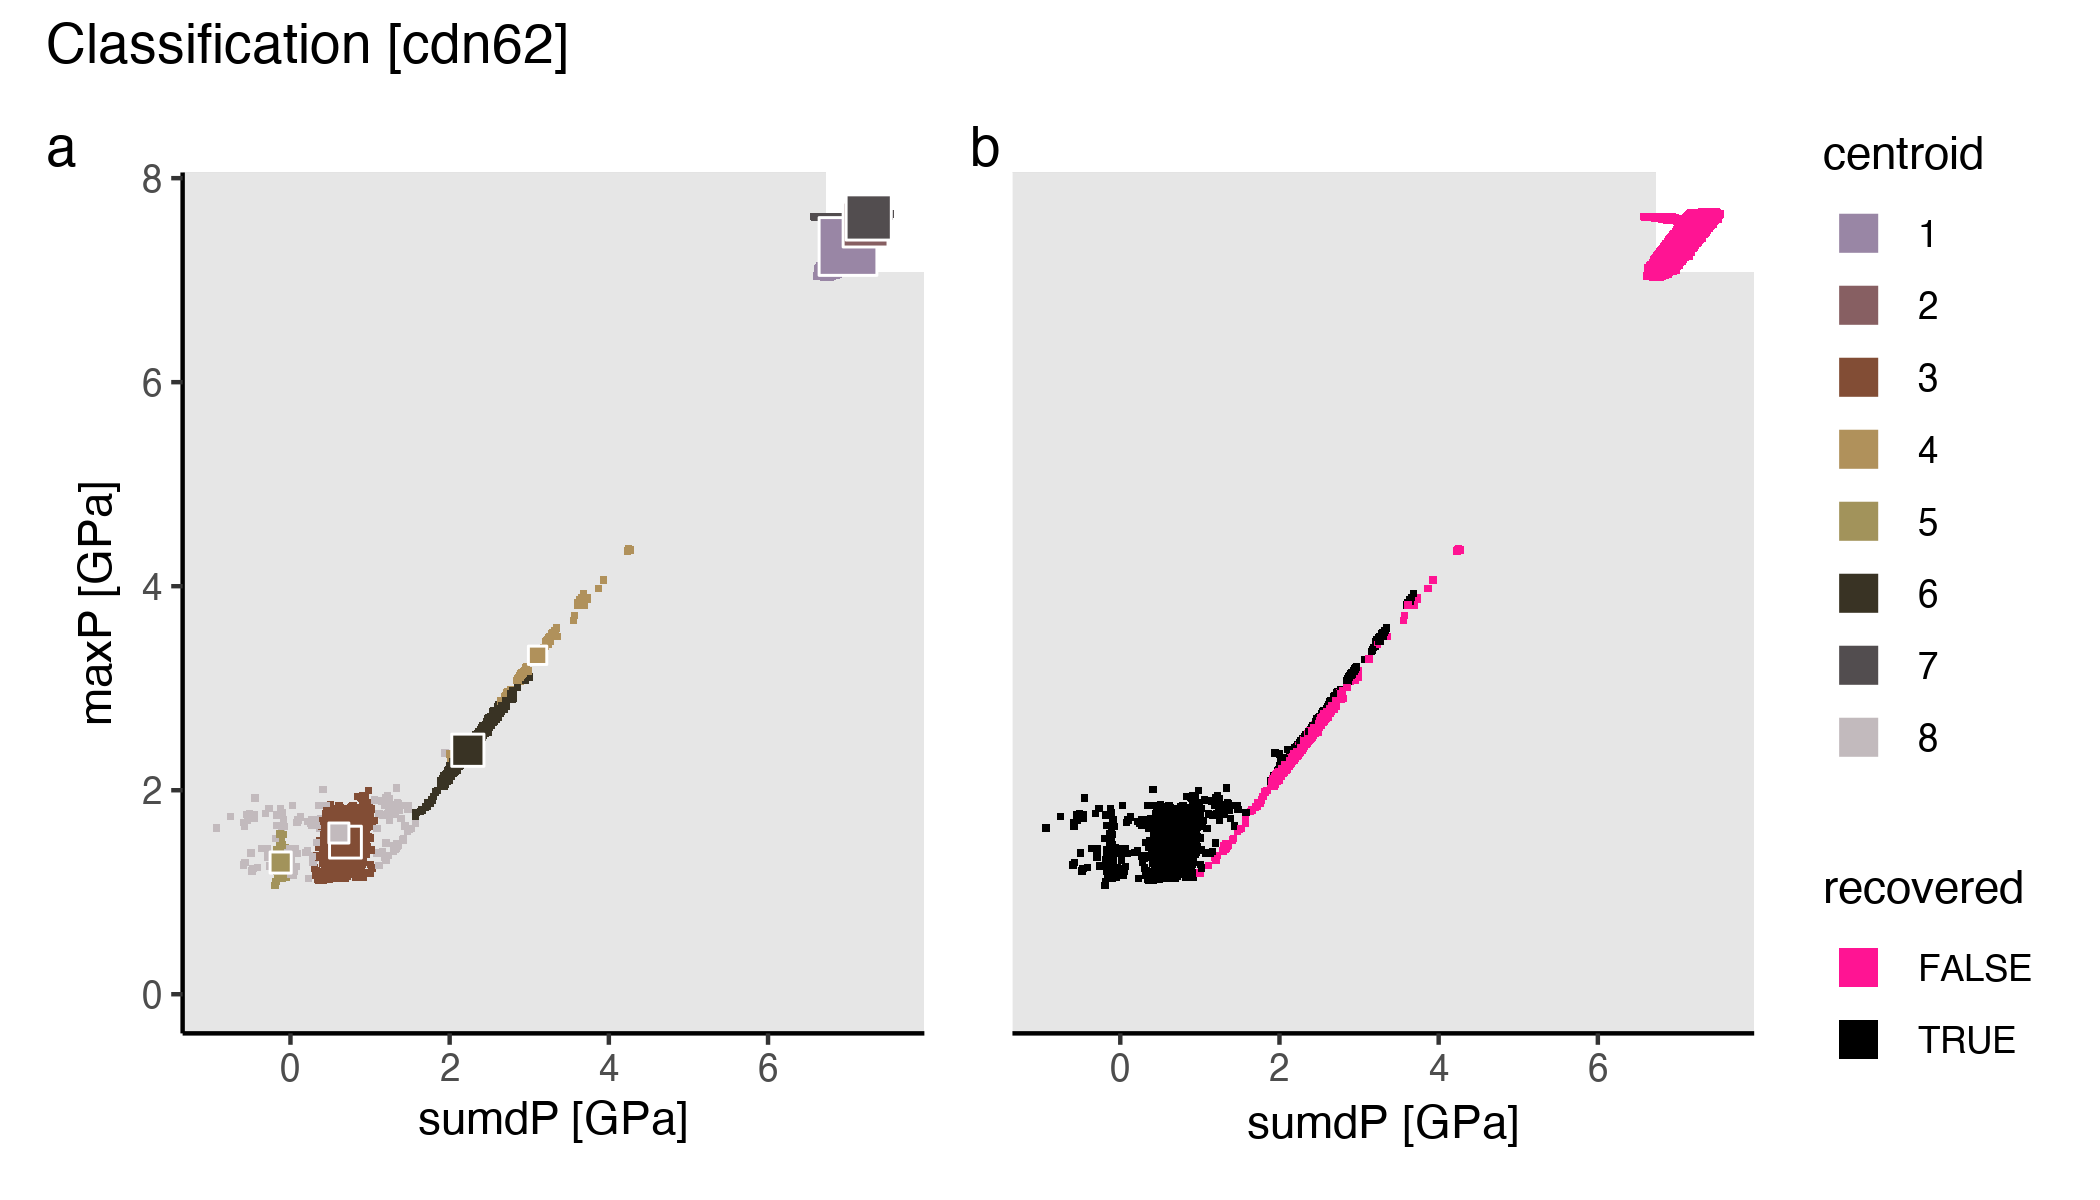 Classification [cdn62]
a
b
8
6
4
2
0
maxP [GPa]
0 2 4 6
sumdP [GPa]
0 2 4 6
sumdP [GPa]
centroid
1
2
3
4
5
6
7
8
recovered
FALSE
TRUE